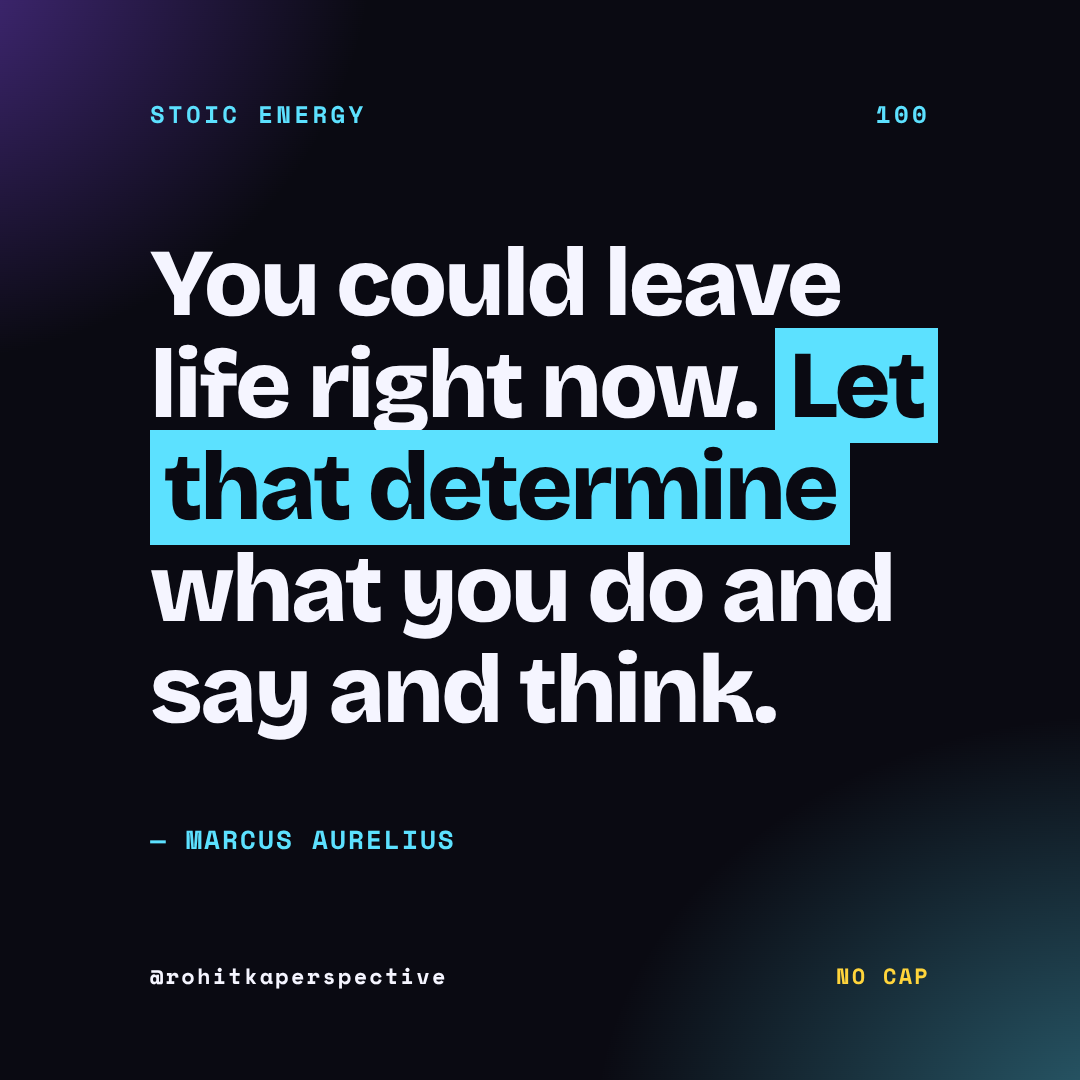 STOIC ENERGY
100
You could leave
life right now. Let
that determine
what you do and
say and think.
— MARCUS AURELIUS
@rohitkaperspective
NO CAP